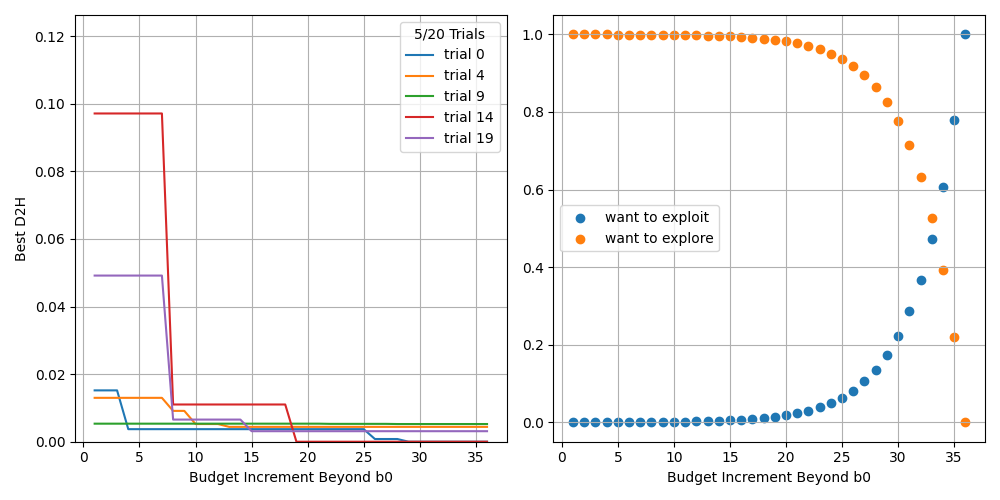 0.12
0.10
0.08
0.06
0.04
0.02
0.00
Best D2H
5/20 Trials
trial 0
trial 4
trial 9
trial 14
trial 19
0 5 10 15 20 25 30 35
Budget Increment Beyond b0
1.0
0.8
0.6
0.4
0.2
0.0
want to exploit
want to explore
0 5 10 15 20 25 30 35
Budget Increment Beyond b0